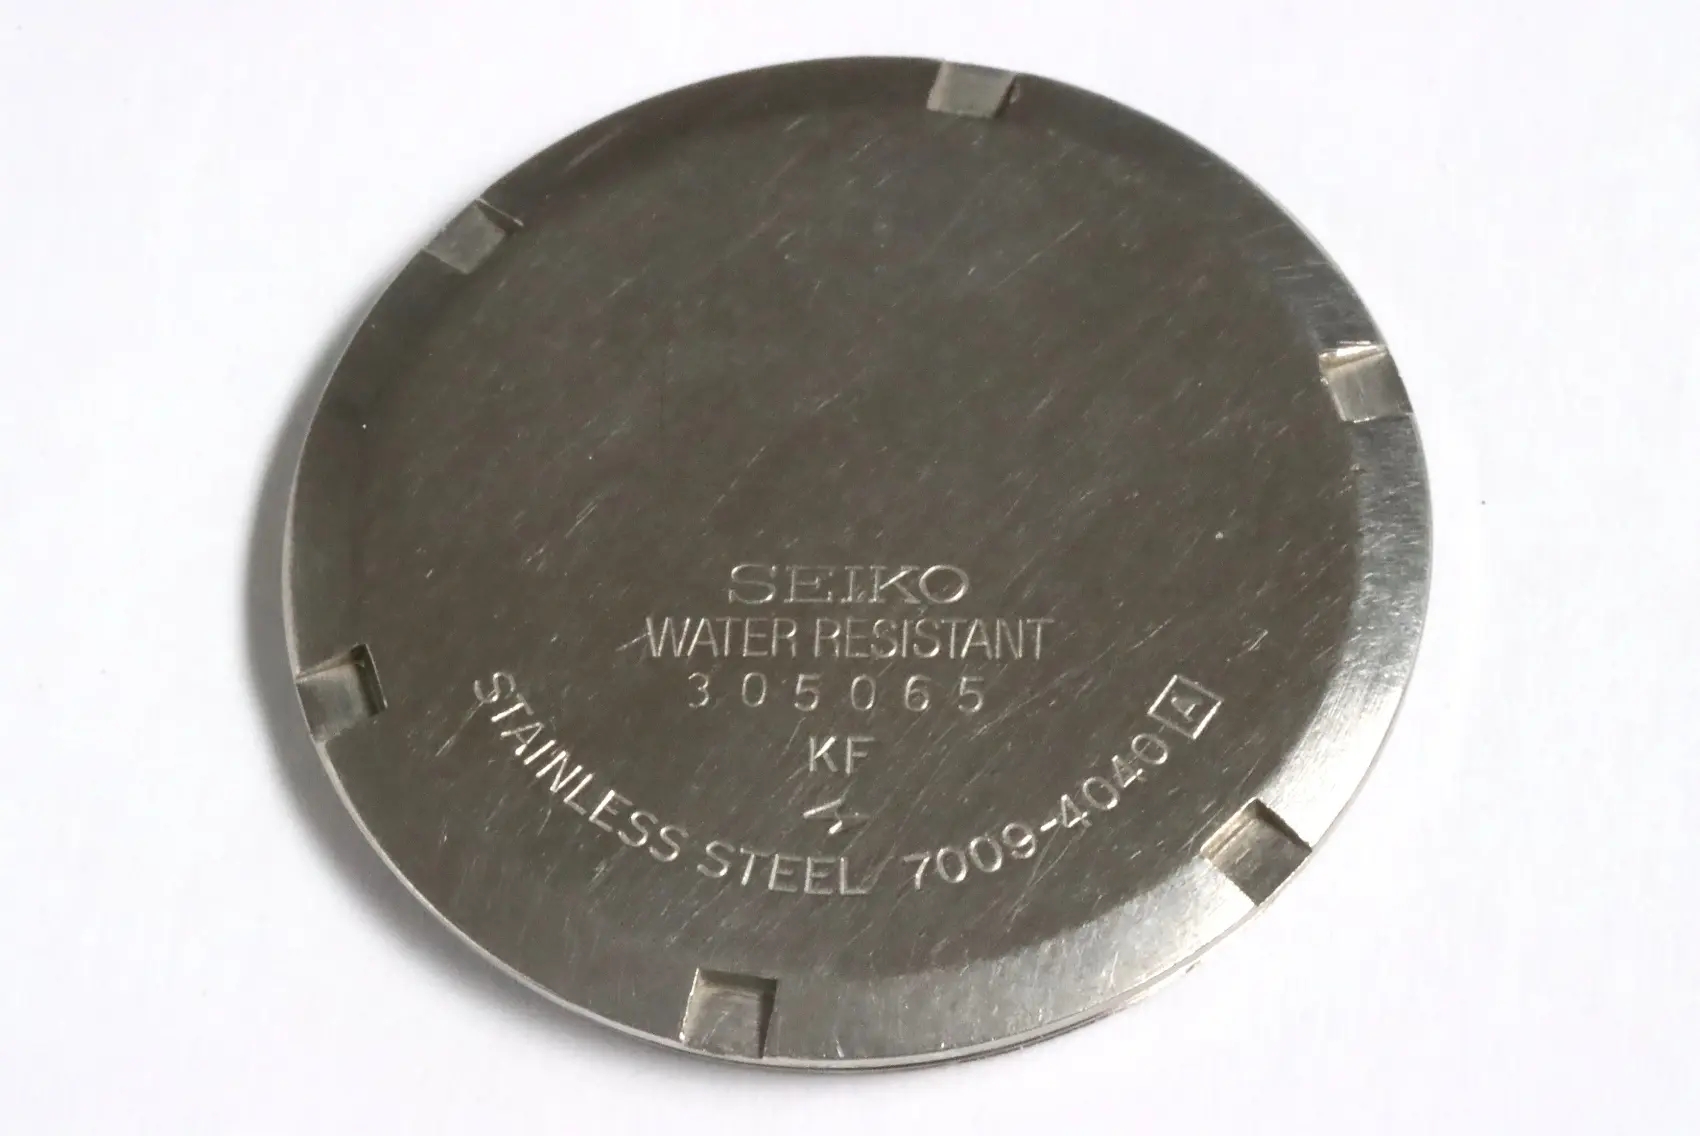 SEIKO
WATER RESISTANT
305065
KF
STAINLESS STEEL 7009-4040 A